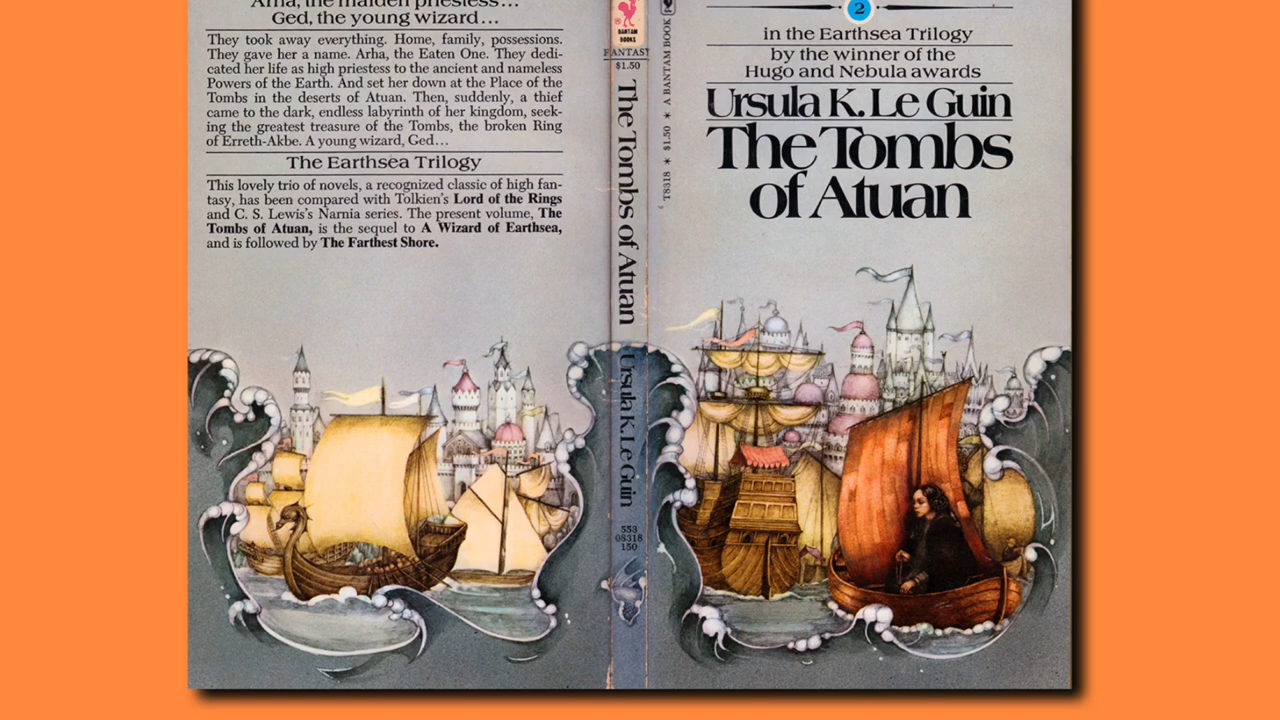 Arha, the maiden priestess...
Ged, the young wizard...
They took away everything. Home, family, possessions.
They gave her a name. Arha, the Eaten One. They dedi-
cated her life as high priestess to the ancient and nameless
Powers of the Earth. And set her down at the Place of the
Tombs in the deserts of Atuan. Then, suddenly, a thief
came to the dark, endless labyrinth of her kingdom, seek-
ing the greatest treasure of the Tombs, the broken Ring
of Erreth-Akbe. A young wizard, Ged...
The Earthsea Trilogy
This lovely trio of novels, a recognized classic of high fan-
tasy, has been compared with Tolkien's Lord of the Rings
and C. S. Lewis's Narnia series. The present volume, The
Tombs of Atuan, is the sequel to A Wizard of Earthsea,
and is followed by The Farthest Shore.
BANTAM
BOOKS
FANTASY
$1.50
The Tombs of Atuan
Ursula K. Le Guin
553
08318
150
T8318 * $1.50 * A BANTAM BOOK
2
in the Earthsea Trilogy
by the winner of the
Hugo and Nebula awards
Ursula K. Le Guin
The Tombs
of Atuan